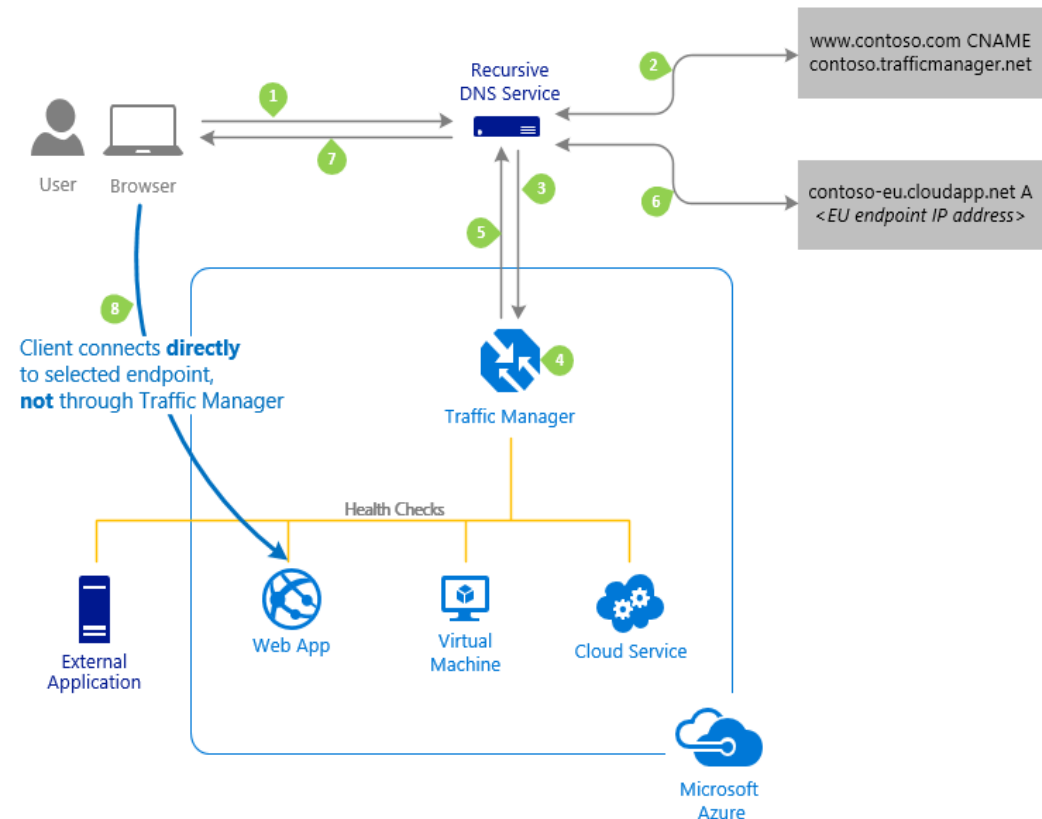 www.contoso.com CNAME
contoso.trafficmanager.net
Recursive
DNS Service
2
1
7
User
Browser
3
6
contoso-eu.cloudapp.net A
<EU endpoint IP address>
5
8
Client connects directly
to selected endpoint,
not through Traffic Manager
4
Traffic Manager
Health Checks
External
Application
Web App
Virtual
Machine
Cloud Service
Microsoft
Azure